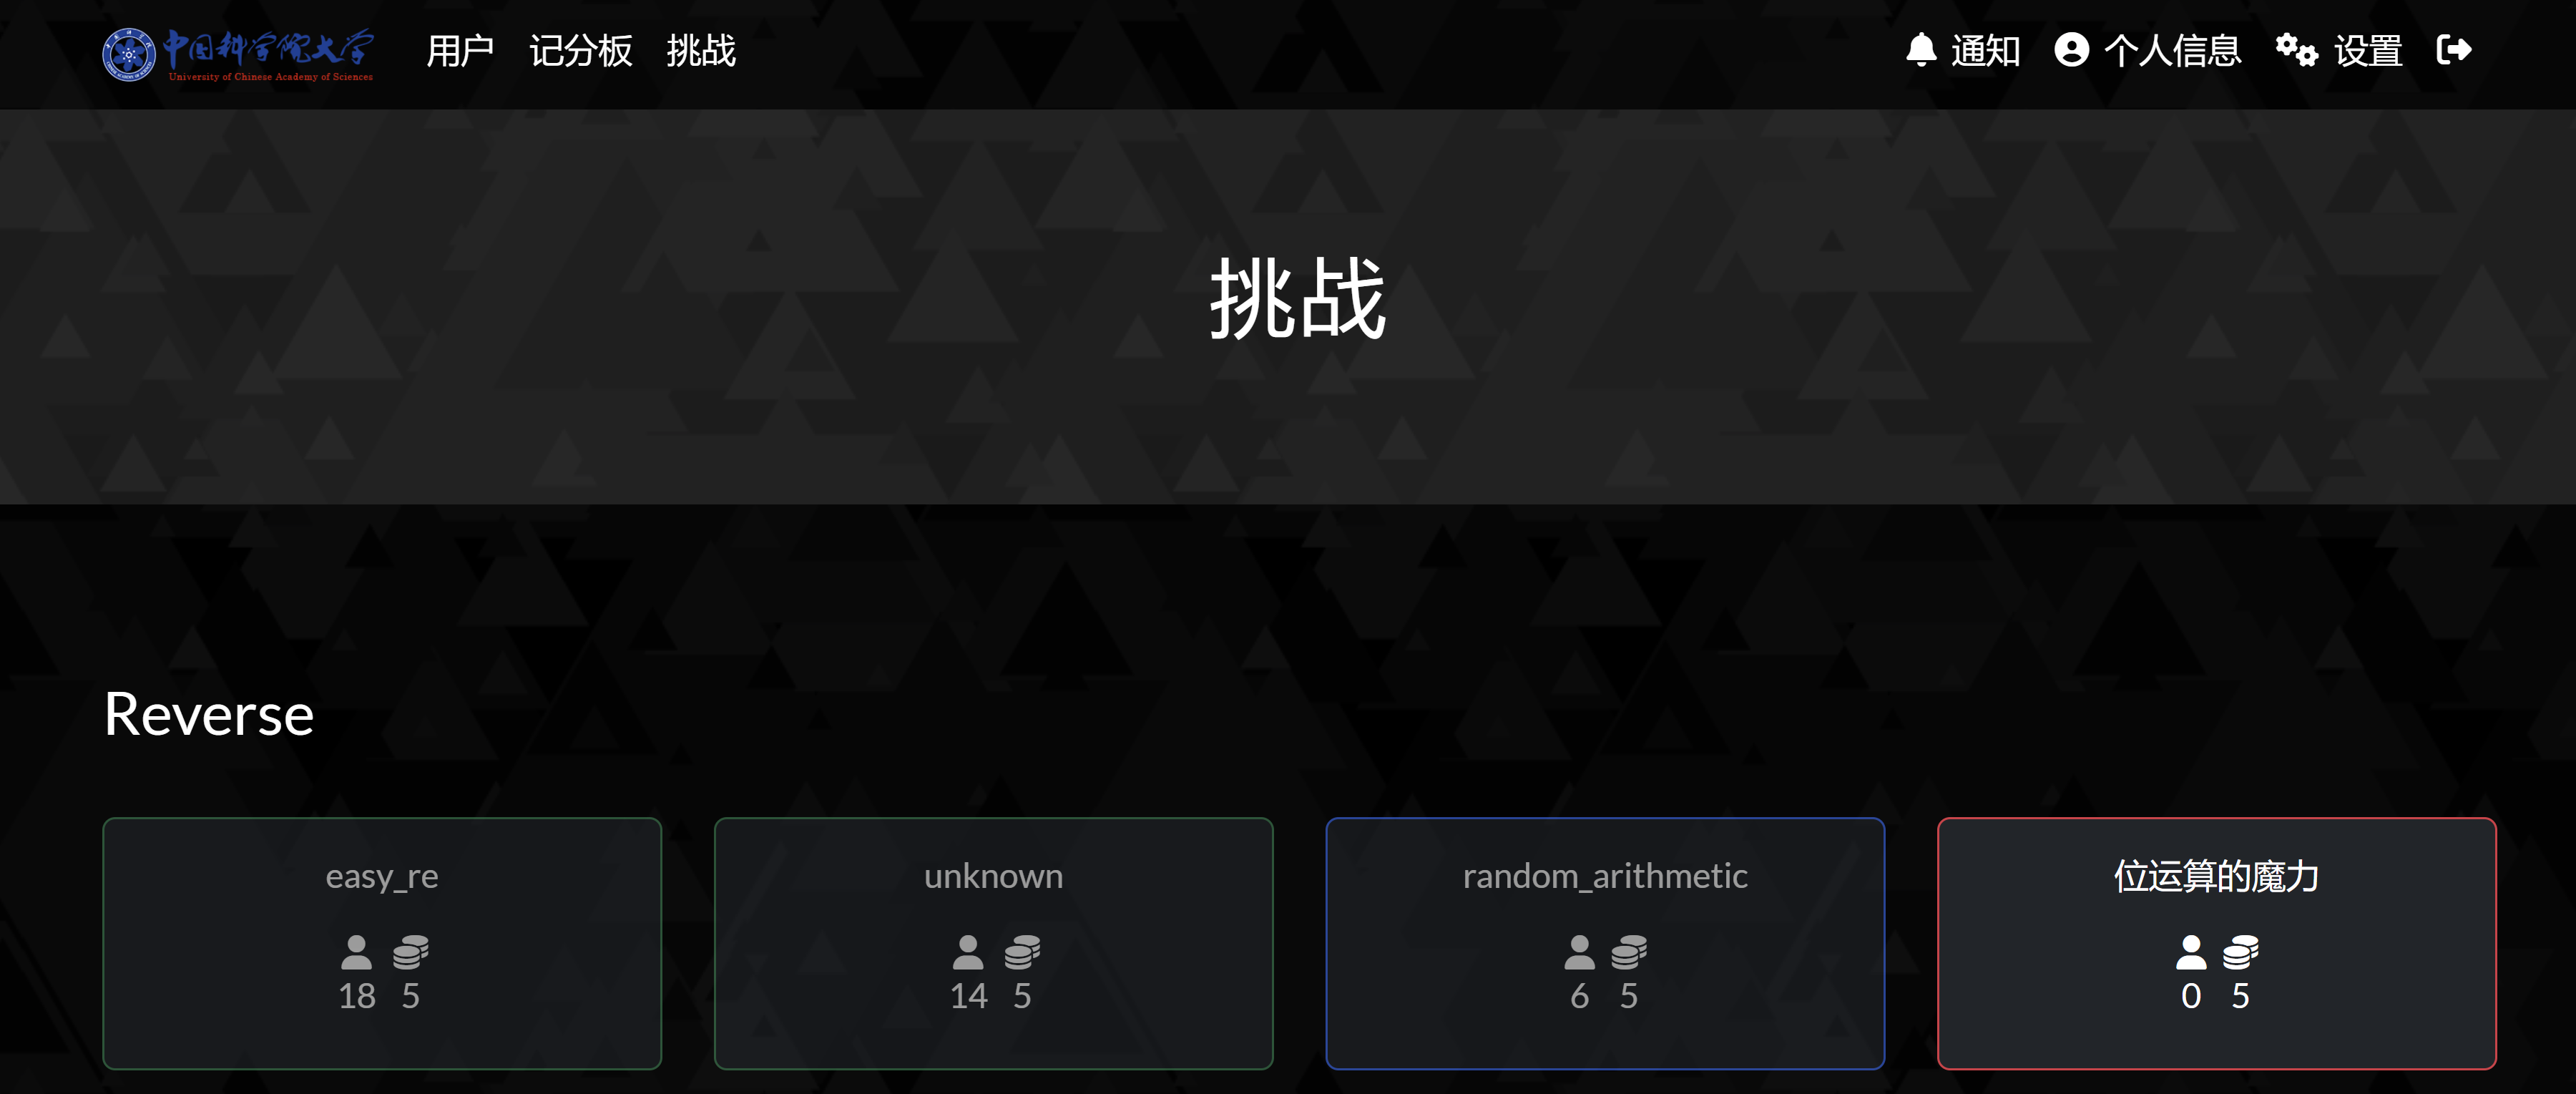 中国科学院大学
University of Chinese Academy of Sciences
用户 记分板 挑战 通知 个人信息 设置
挑战
Reverse
easy_re unknown random_arithmetic 位运算的魔力
18 5 14 5 6 5 0 5